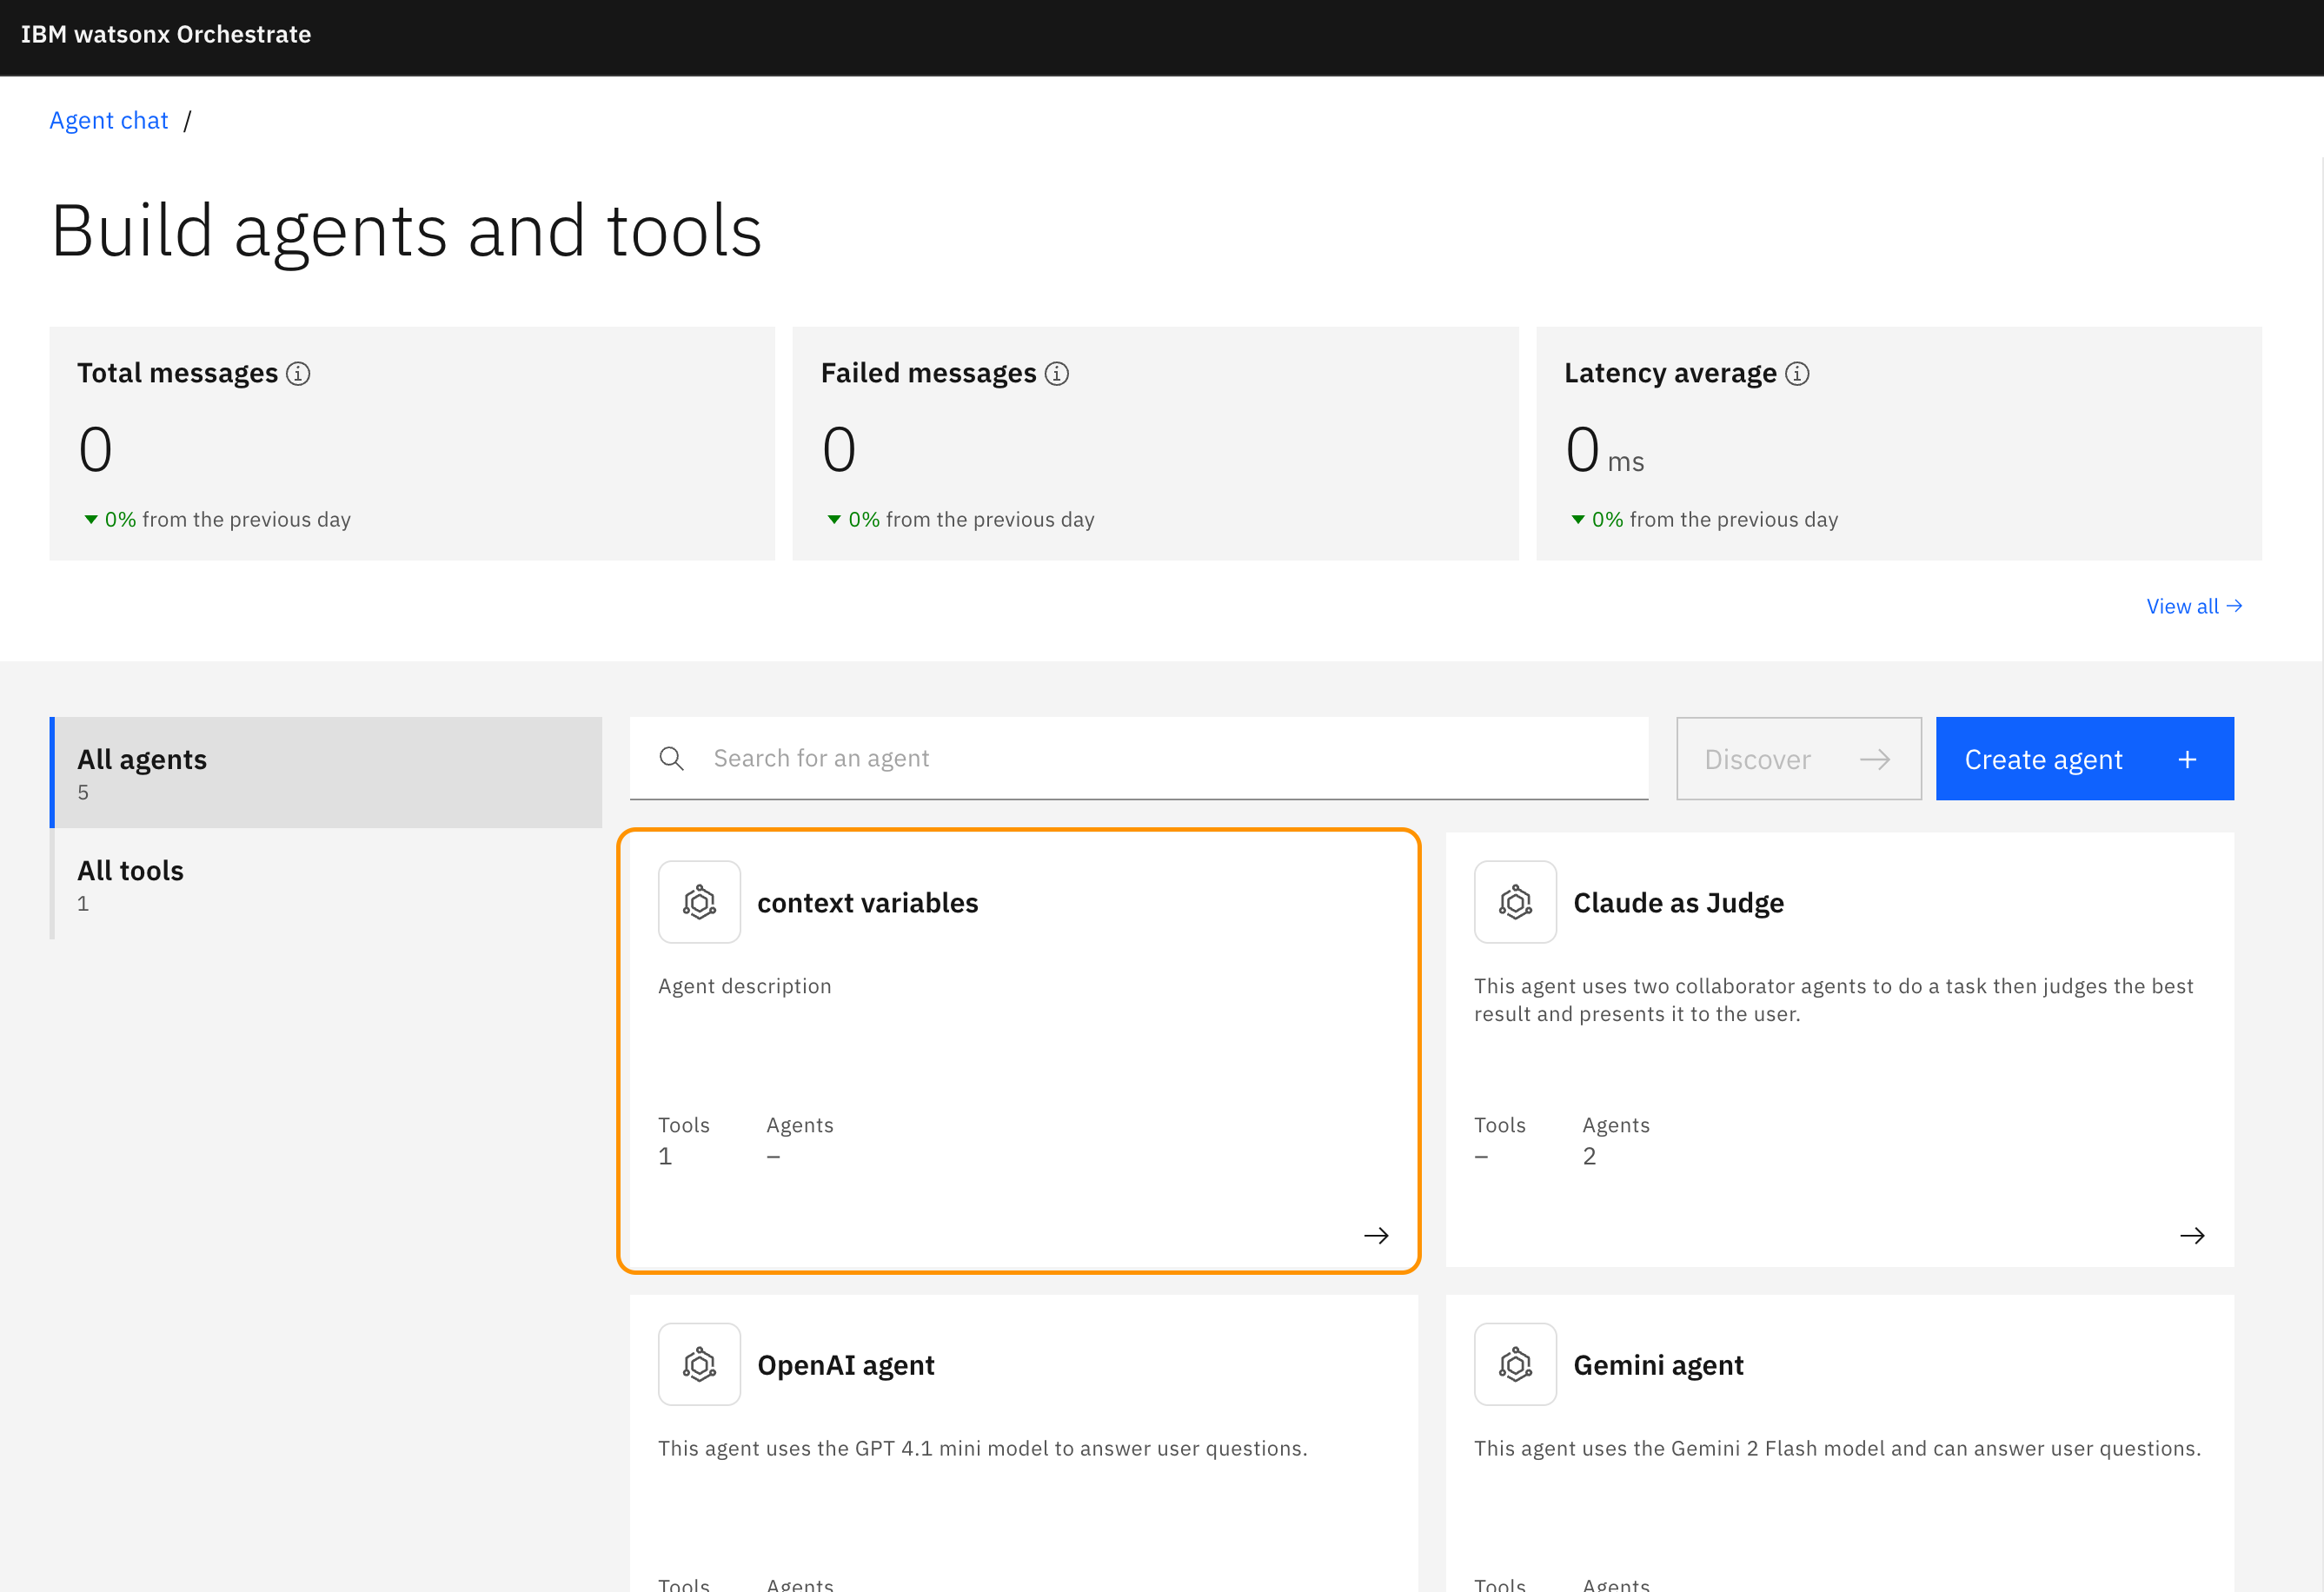 IBM watsonx Orchestrate
Agent chat /
Build agents and tools
Total messages
0
0% from the previous day
Failed messages
0
0% from the previous day
Latency average
0 ms
0% from the previous day
View all
All agents
5
All tools
1
Search for an agent
Discover
Create agent +
context variables
Agent description
Tools Agents
1 –
Claude as Judge
This agent uses two collaborator agents to do a task then judges the best
result and presents it to the user.
Tools Agents
– 2
OpenAI agent
This agent uses the GPT 4.1 mini model to answer user questions.
Tools Agents
Gemini agent
This agent uses the Gemini 2 Flash model and can answer user questions.
Tools Agents